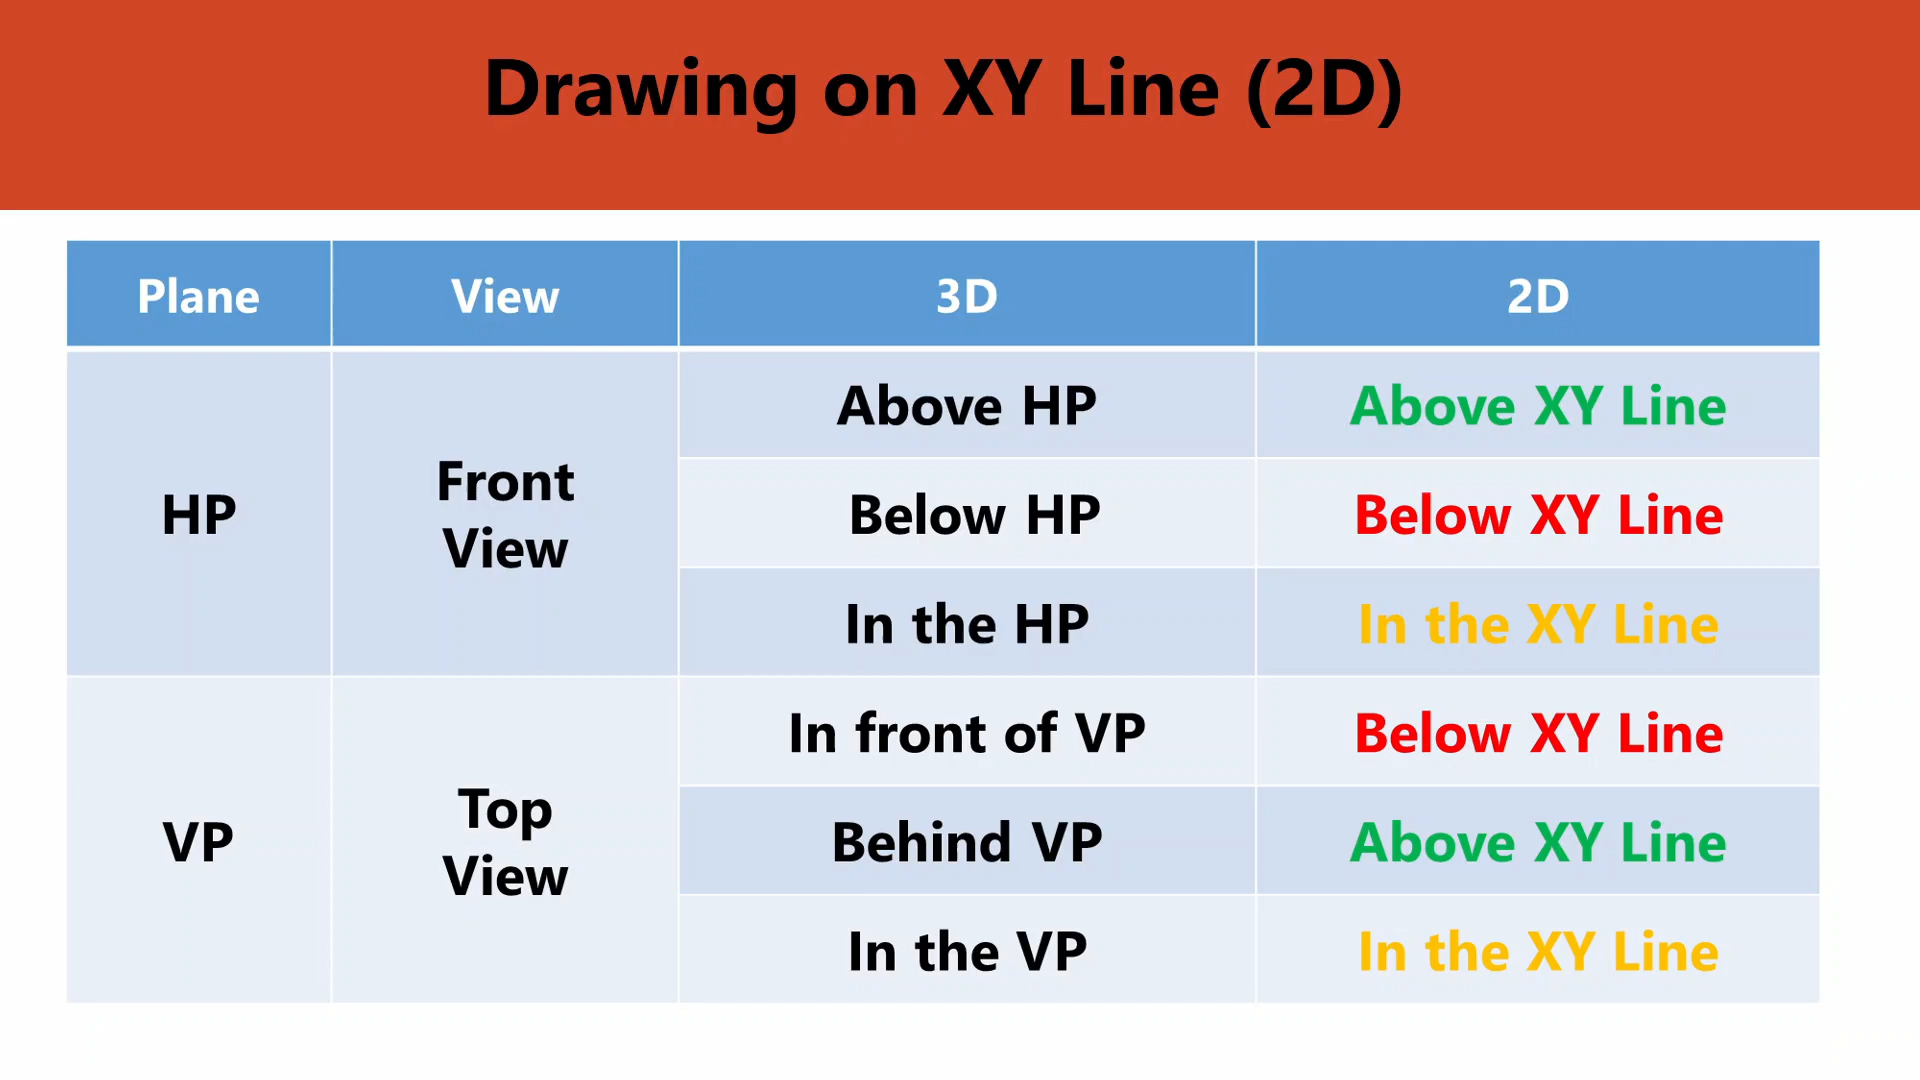 Drawing on XY Line (2D)
Plane View 3D 2D
HP
Front
View
Above HP Above XY Line
Below HP Below XY Line
In the HP In the XY Line
VP
Top
View
In front of VP Below XY Line
Behind VP Above XY Line
In the VP In the XY Line